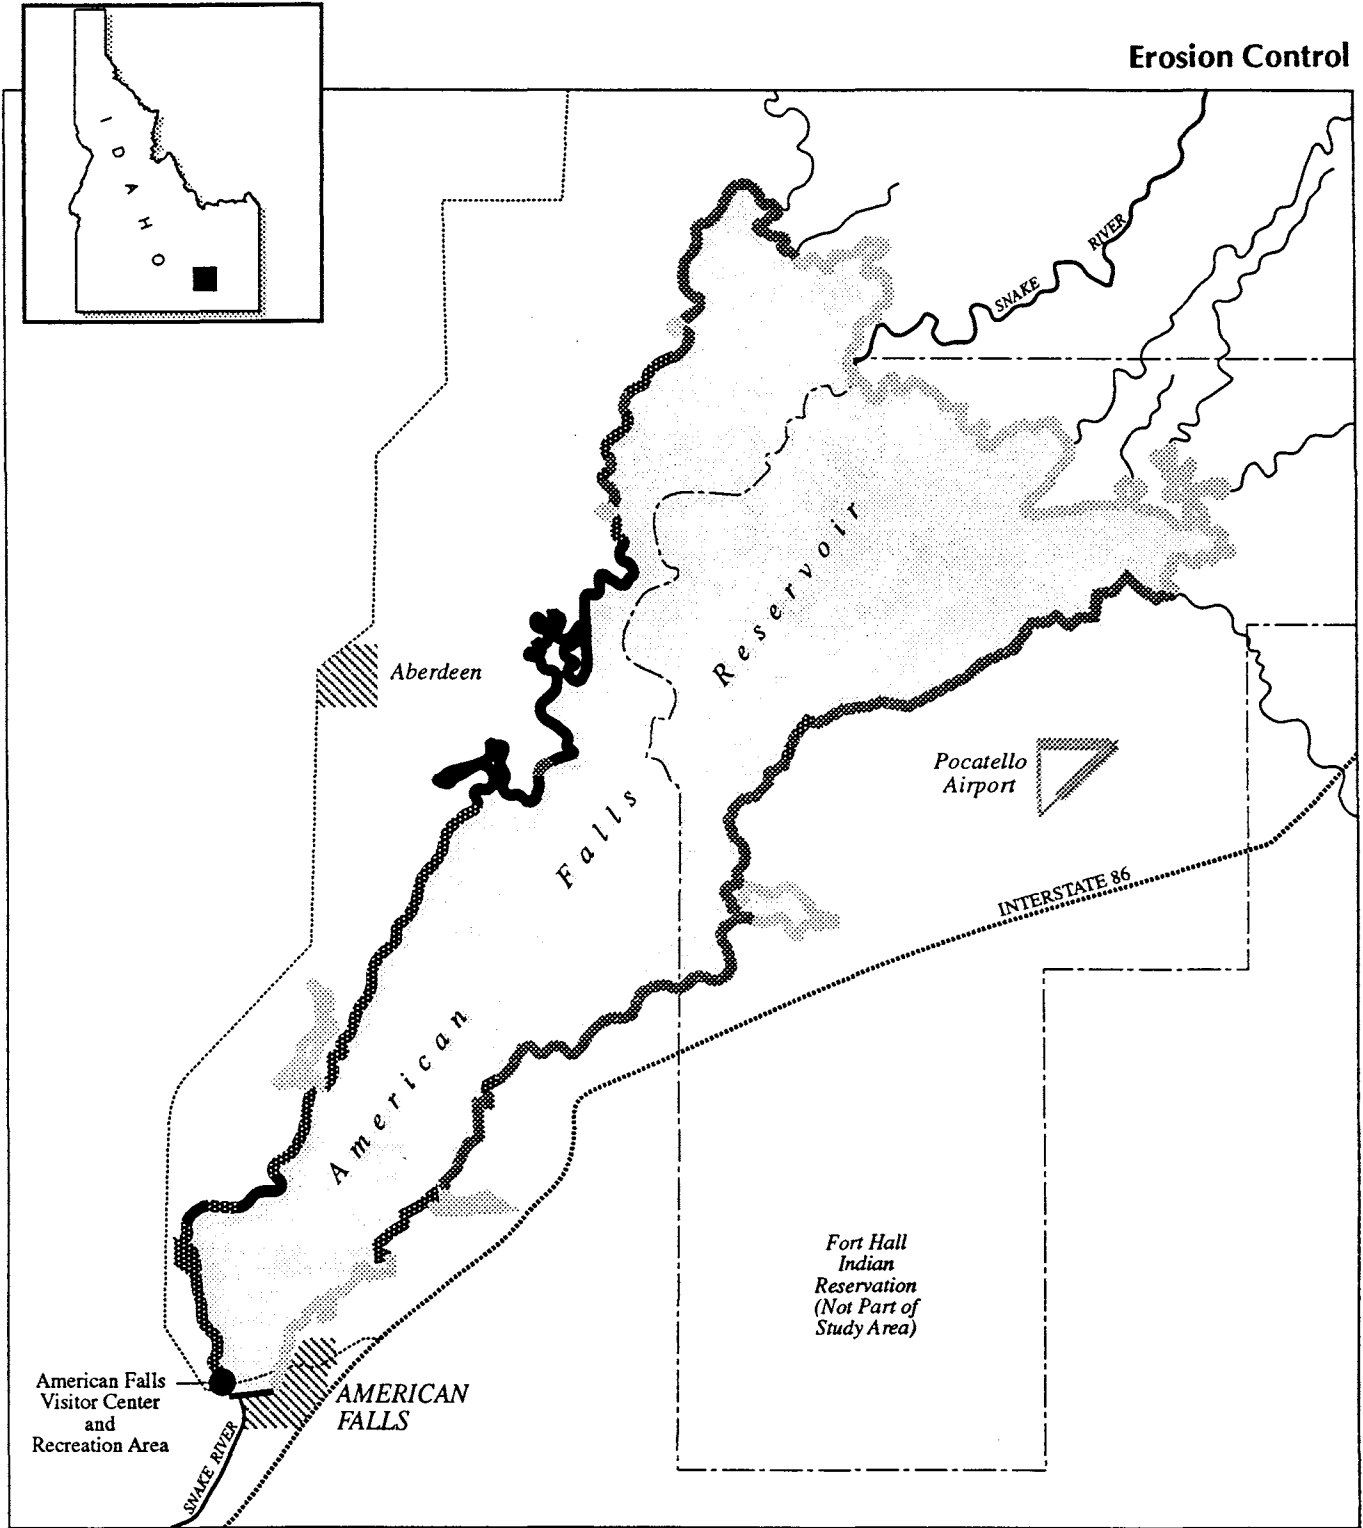 Erosion Control
IDAHO
SNAKE RIVER
Aberdeen
Reservoir
Falls
American
Pocatello
Airport
INTERSTATE 86
Fort Hall
Indian
Reservation
(Not Part of
Study Area)
American Falls
Visitor Center
and
Recreation Area
AMERICAN
FALLS
SNAKE RIVER